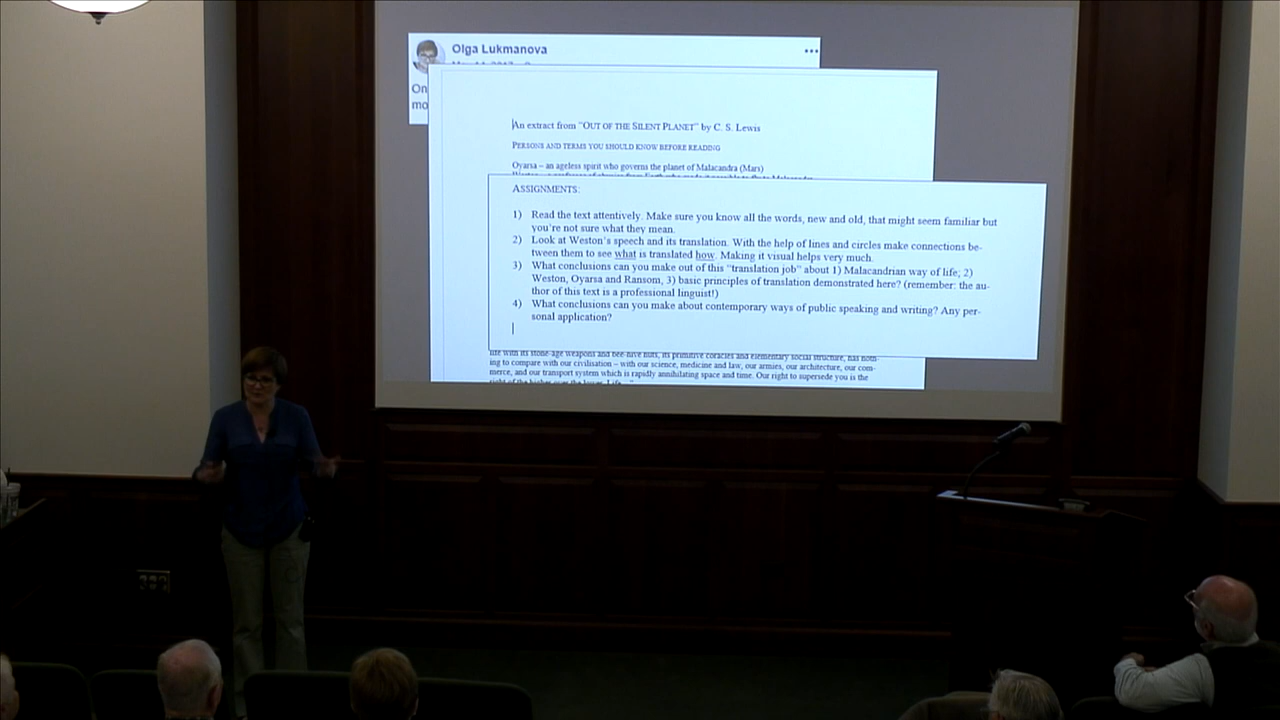 Olga Lukmanova
On
mo
An extract from "OUT OF THE SILENT PLANET" by C. S. Lewis
PERSONS AND TERMS YOU SHOULD KNOW BEFORE READING
Oyarsa – an ageless spirit who governs the planet of Malacandra (Mars)
ASSIGNMENTS:
1) Read the text attentively. Make sure you know all the words, new and old, that might seem familiar but
you're not sure what they mean.
2) Look at Weston's speech and its translation. With the help of lines and circles make connections be-
tween them to see what is translated how. Making it visual helps very much.
3) What conclusions can you make out of this "translation job" about 1) Malacandrian way of life; 2)
Weston, Oyarsa and Ransom, 3) basic principles of translation demonstrated here? (remember: the au-
thor of this text is a professional linguist!)
4) What conclusions can you make about contemporary ways of public speaking and writing? Any per-
sonal application?
life with its stone-age weapons and bee-hive huts, its primitive coracles and elementary social structure, has noth-
ing to compare with our civilisation – with our science, medicine and law, our armies, our architecture, our com-
merce, and our transport system which is rapidly annihilating space and time. Our right to supersede you is the
right of the higher over the lower. Life